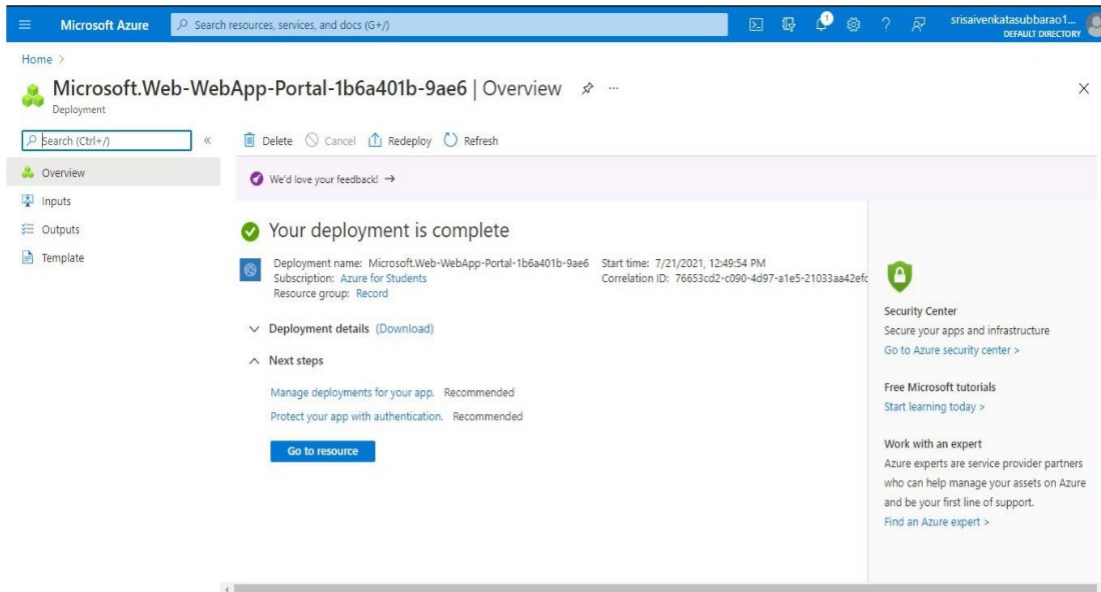 Microsoft Azure
Search resources, services, and docs (G+/)
1
srisaivenkatasubbarao1...
DEFAULT DIRECTORY
Home >
Microsoft.Web-WebApp-Portal-1b6a401b-9ae6 | Overview
Deployment
Search (Ctrl+/)
Delete Cancel Redeploy Refresh
Overview
Inputs
Outputs
Template
We'd love your feedback! →
Your deployment is complete
Deployment name: Microsoft.Web-WebApp-Portal-1b6a401b-9ae6 Start time: 7/21/2021, 12:49:54 PM
Subscription: Azure for Students Correlation ID: 76653cd2-c090-4d97-a1e5-21033aa42efc
Resource group: Record
Deployment details (Download)
Next steps
Manage deployments for your app. Recommended
Protect your app with authentication. Recommended
Go to resource
Security Center
Secure your apps and infrastructure
Go to Azure security center >
Free Microsoft tutorials
Start learning today >
Work with an expert
Azure experts are service provider partners
who can help manage your assets on Azure
and be your first line of support.
Find an Azure expert >